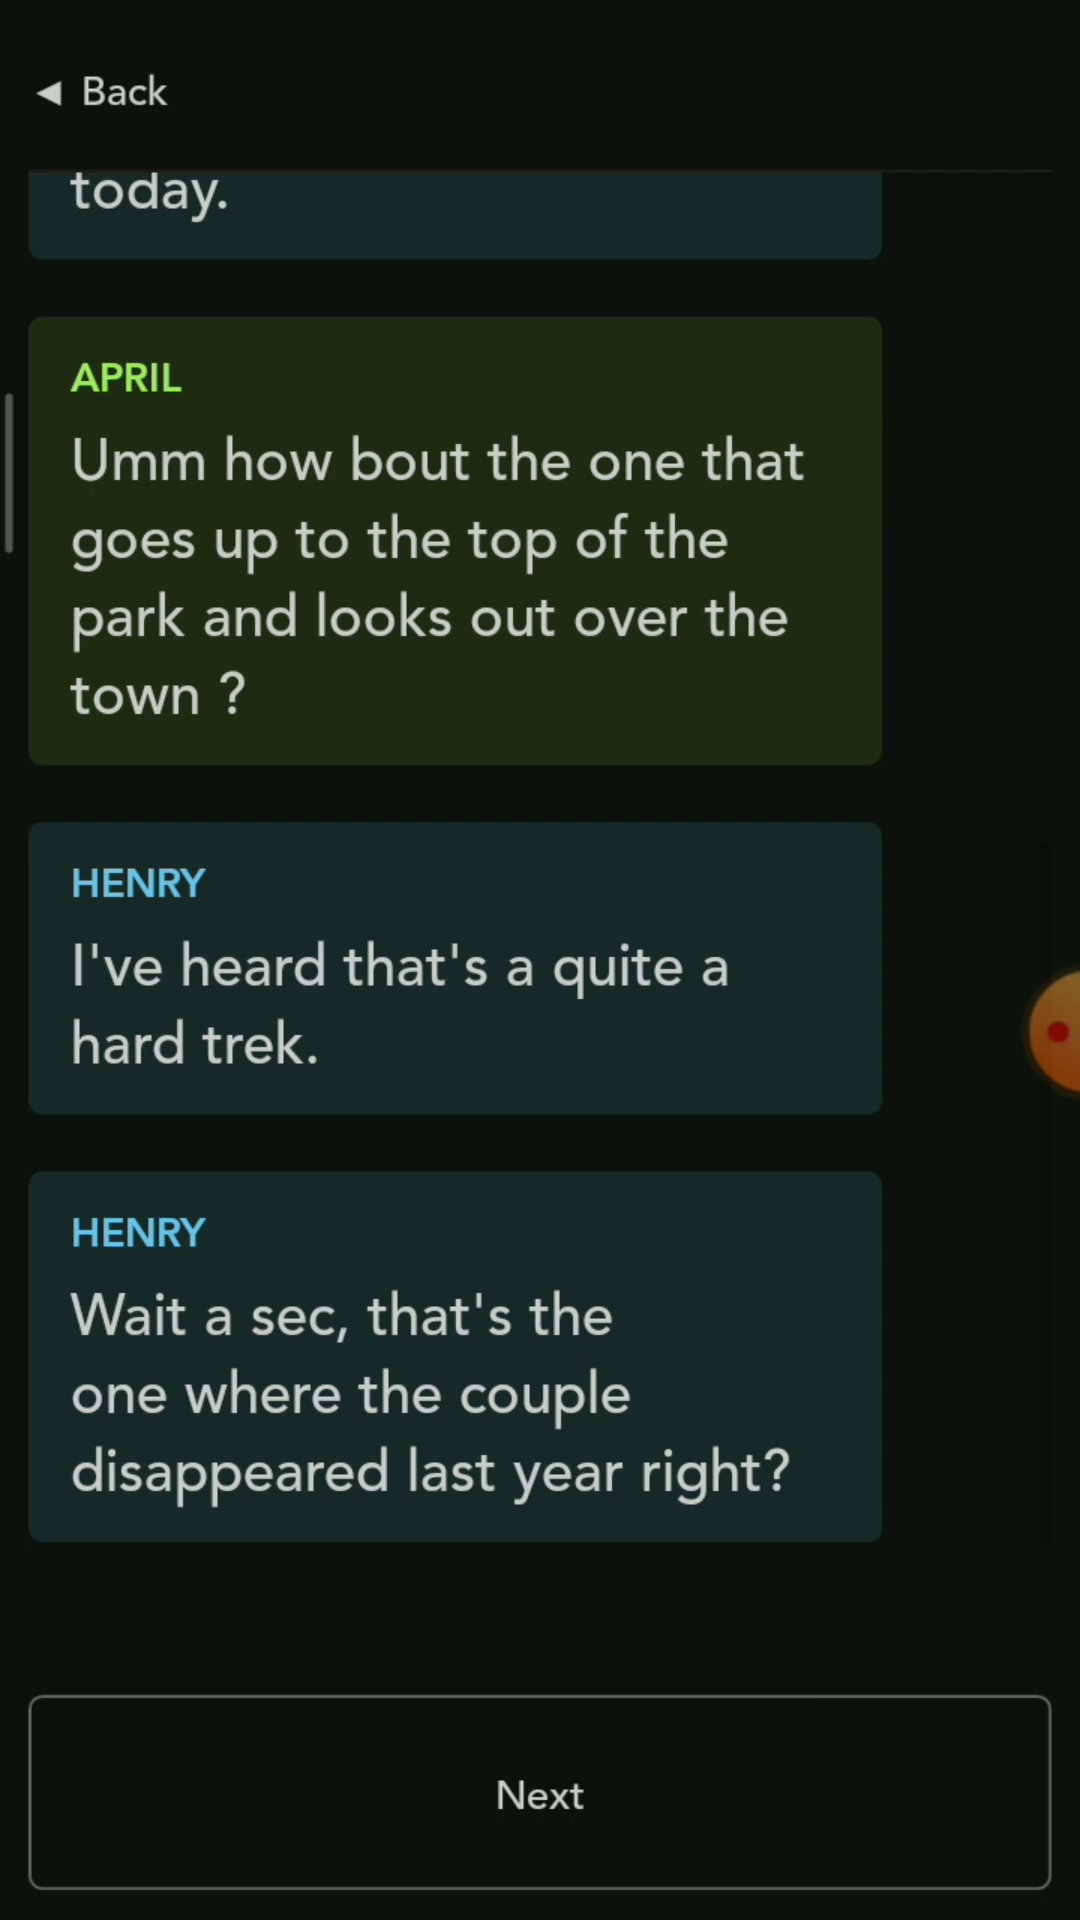 ◄ Back
today.
APRIL
Umm how bout the one that
goes up to the top of the
park and looks out over the
town ?
HENRY
I've heard that's a quite a
hard trek.
HENRY
Wait a sec, that's the
one where the couple
disappeared last year right?
Next